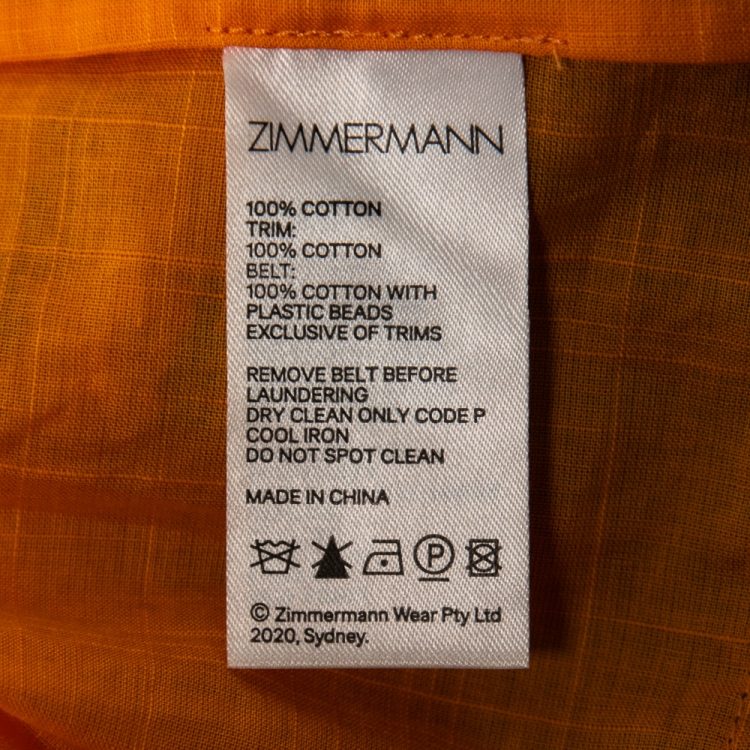 ZIMMERMANN
100% COTTON
TRIM:
100% COTTON
BELT:
100% COTTON WITH
PLASTIC BEADS
EXCLUSIVE OF TRIMS
REMOVE BELT BEFORE
LAUNDERING
DRY CLEAN ONLY CODE P
COOL IRON
DO NOT SPOT CLEAN
MADE IN CHINA
P
© Zimmermann Wear Pty Ltd
2020, Sydney.